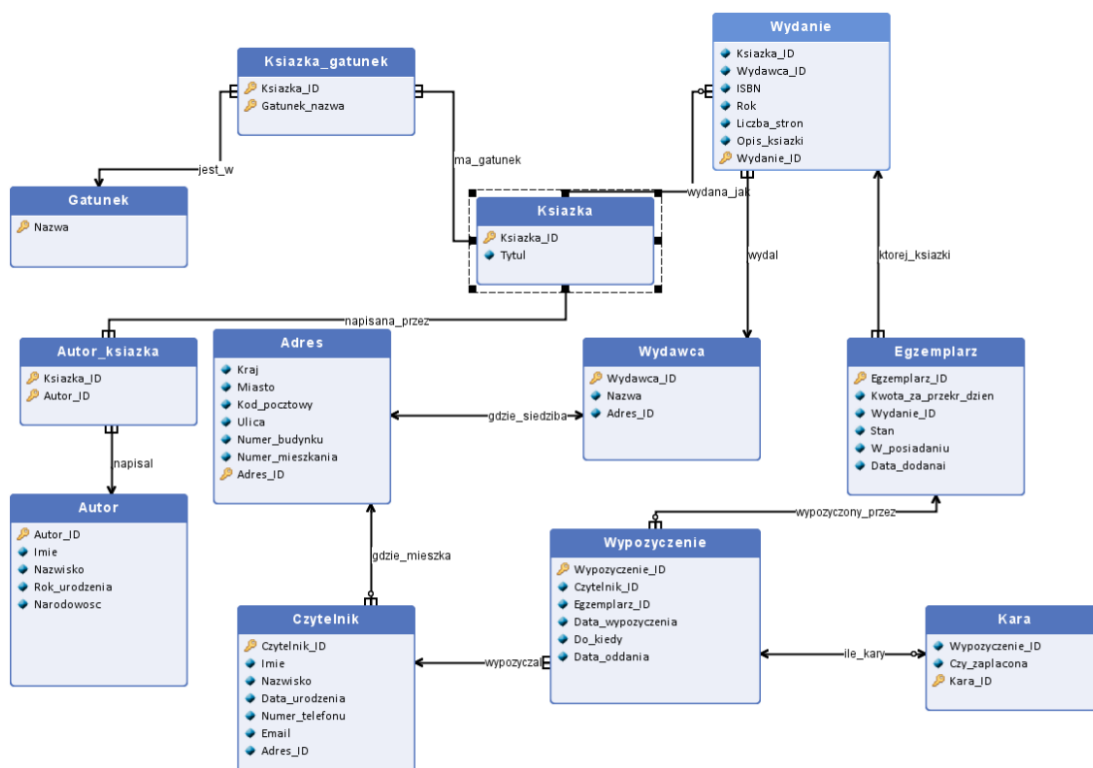 Wydanie
Ksiazka_ID
Wydawca_ID
ISBN
Rok
Liczba_stron
Opis_ksiazki
Wydanie_ID
Ksiazka_gatunek
Ksiazka_ID
Gatunek_nazwa
jest_w
ma_gatunek
wydana_jak
Gatunek
Nazwa
Ksiazka
Ksiazka_ID
Tytul
wydal
ktorej_ksiazki
napisana_przez
Autor_ksiazka
Ksiazka_ID
Autor_ID
Adres
Kraj
Miasto
Kod_pocztowy
Ulica
Numer_budynku
Numer_mieszkania
Adres_ID
gdzie_siedziba
Wydawca
Wydawca_ID
Nazwa
Adres_ID
Egzemplarz
Egzemplarz_ID
Kwota_za_przekr_dzien
Wydanie_ID
Stan
W_posiadaniu
Data_dodanai
napisal
Autor
Autor_ID
Imie
Nazwisko
Rok_urodzenia
Narodowosc
gdzie_mieszka
wypozyczony_przez
Wypozyczenie
Wypozyczenie_ID
Czytelnik_ID
Egzemplarz_ID
Data_wypozyczenia
Do_kiedy
Data_oddania
Czytelnik
Czytelnik_ID
Imie
Nazwisko
Data_urodzenia
Numer_telefonu
Email
Adres_ID
wypozyczal
ile_kary
Kara
Wypozyczenie_ID
Czy_zaplacona
Kara_ID